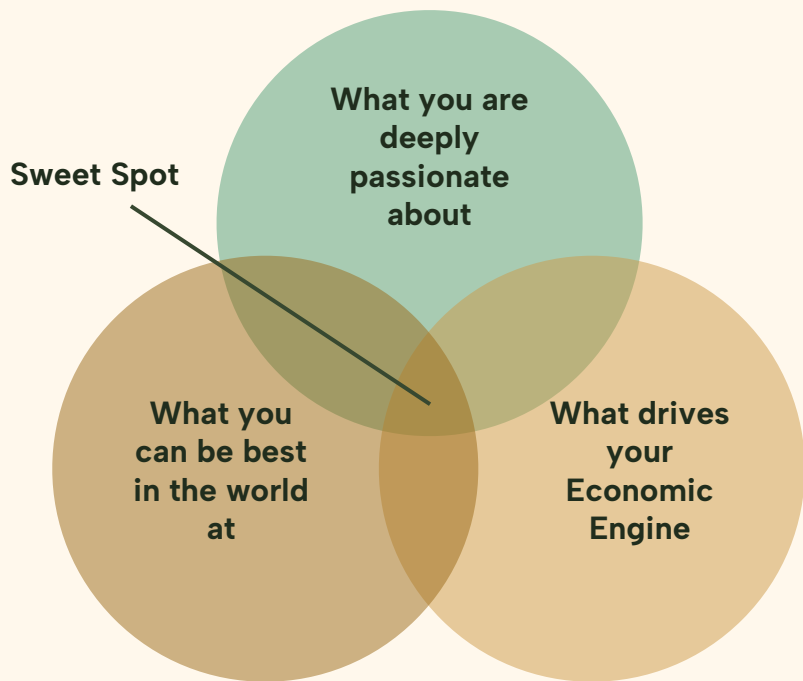 What you are
deeply
passionate
about
Sweet Spot
What you
can be best
in the world
at
What drives
your
Economic
Engine